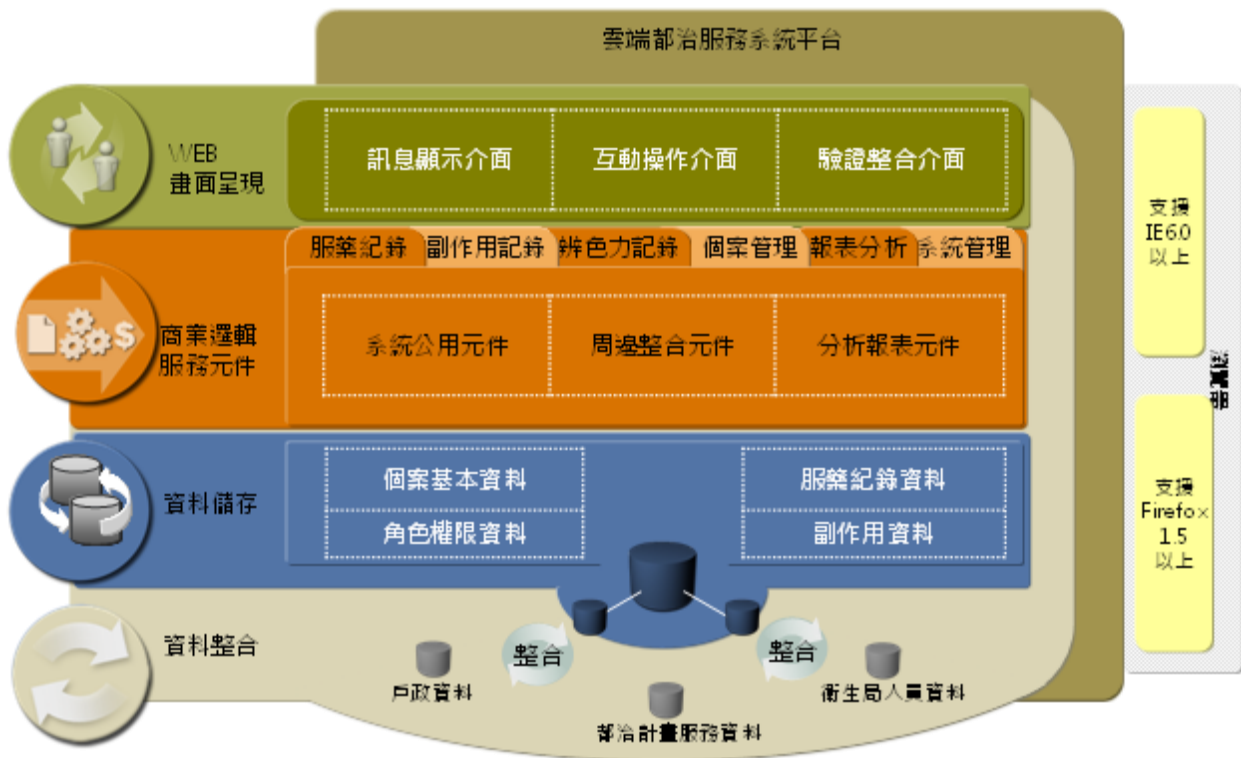 雲端都治服務系統平台
WEB
畫面呈現
訊息顯示介面
互動操作介面
驗證整合介面
服藥紀錄
副作用記錄
辨色力記錄
個案管理
報表分析
系統管理
商業邏輯
服務元件
系統公用元件
周邊整合元件
分析報表元件
資料儲存
個案基本資料
角色權限資料
服藥紀錄資料
副作用資料
資料整合
整合
整合
戶政資料
都治計畫服務資料
衛生局人員資料
支援
IE6.0
以上
瀏覽器
支援
Firefox
1.5
以上